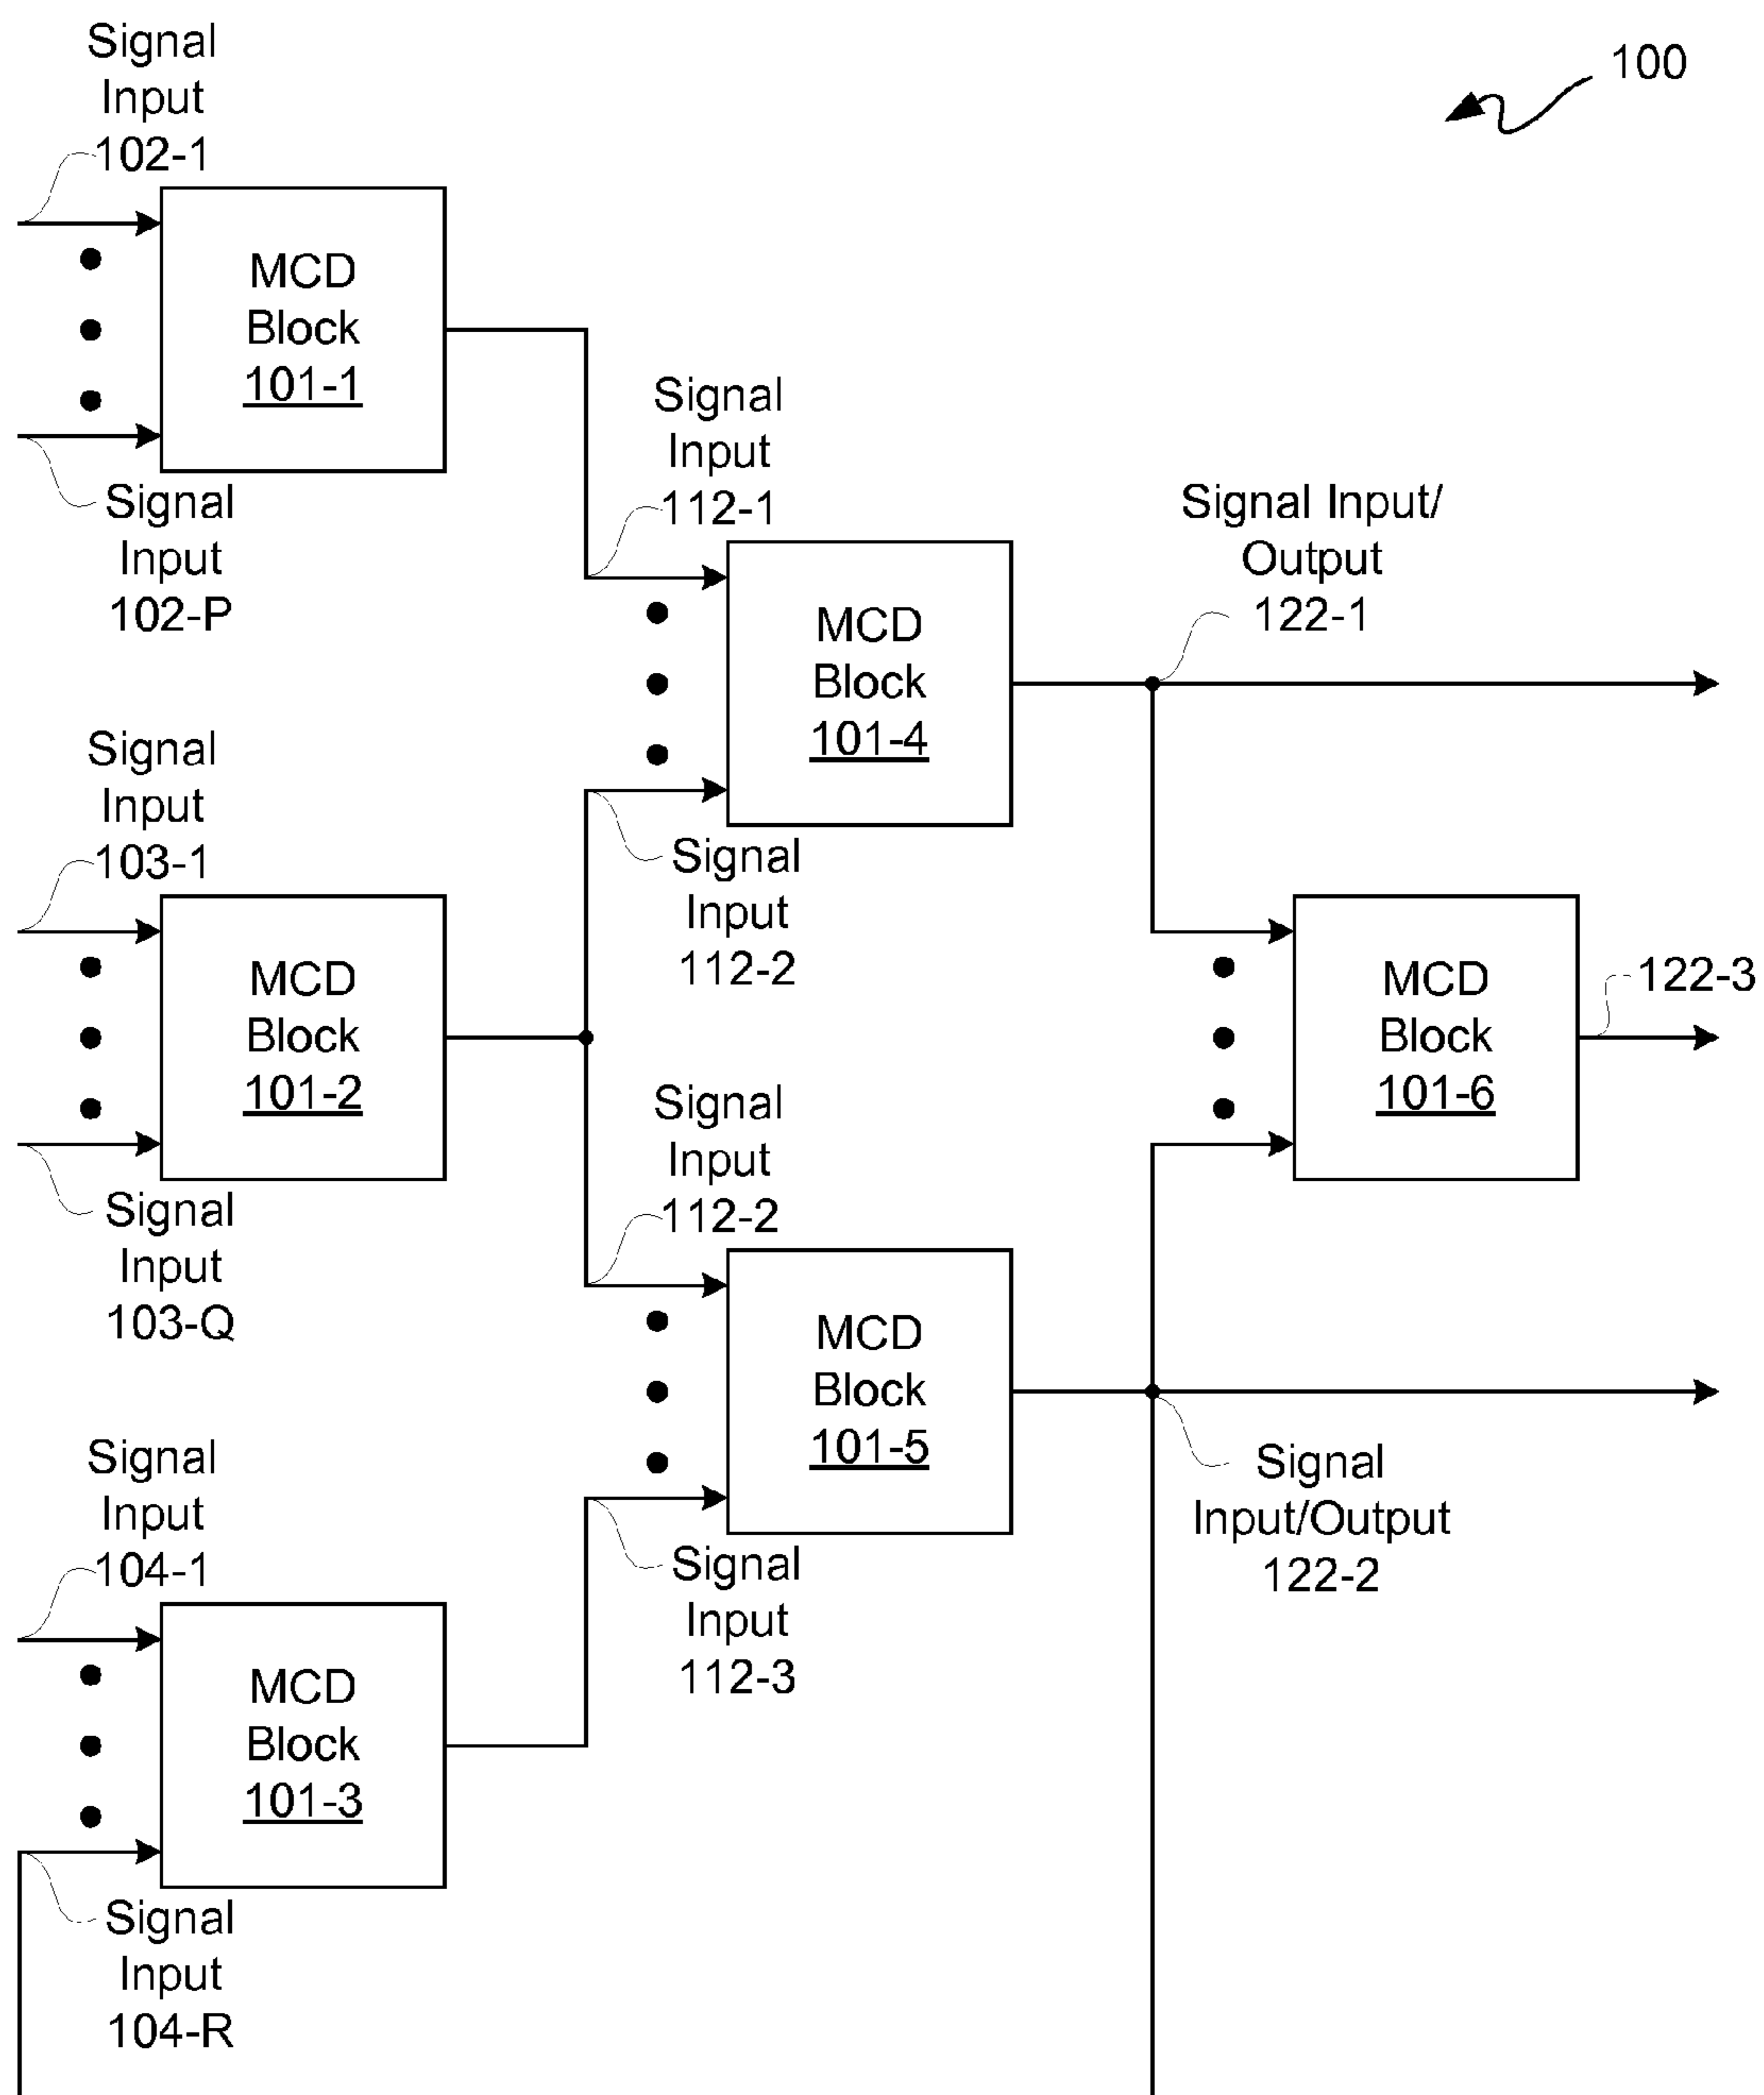 100
Signal
Input
102-1
MCD
Block
101-1
Signal
Input
102-P
Signal
Input
112-1
MCD
Block
101-4
Signal Input/
Output
122-1
Signal
Input
112-2
Signal
Input
103-1
MCD
Block
101-2
Signal
Input
103-Q
MCD
Block
101-6
122-3
Signal
Input
112-2
MCD
Block
101-5
Signal
Input/Output
122-2
Signal
Input
112-3
Signal
Input
104-1
MCD
Block
101-3
Signal
Input
104-R